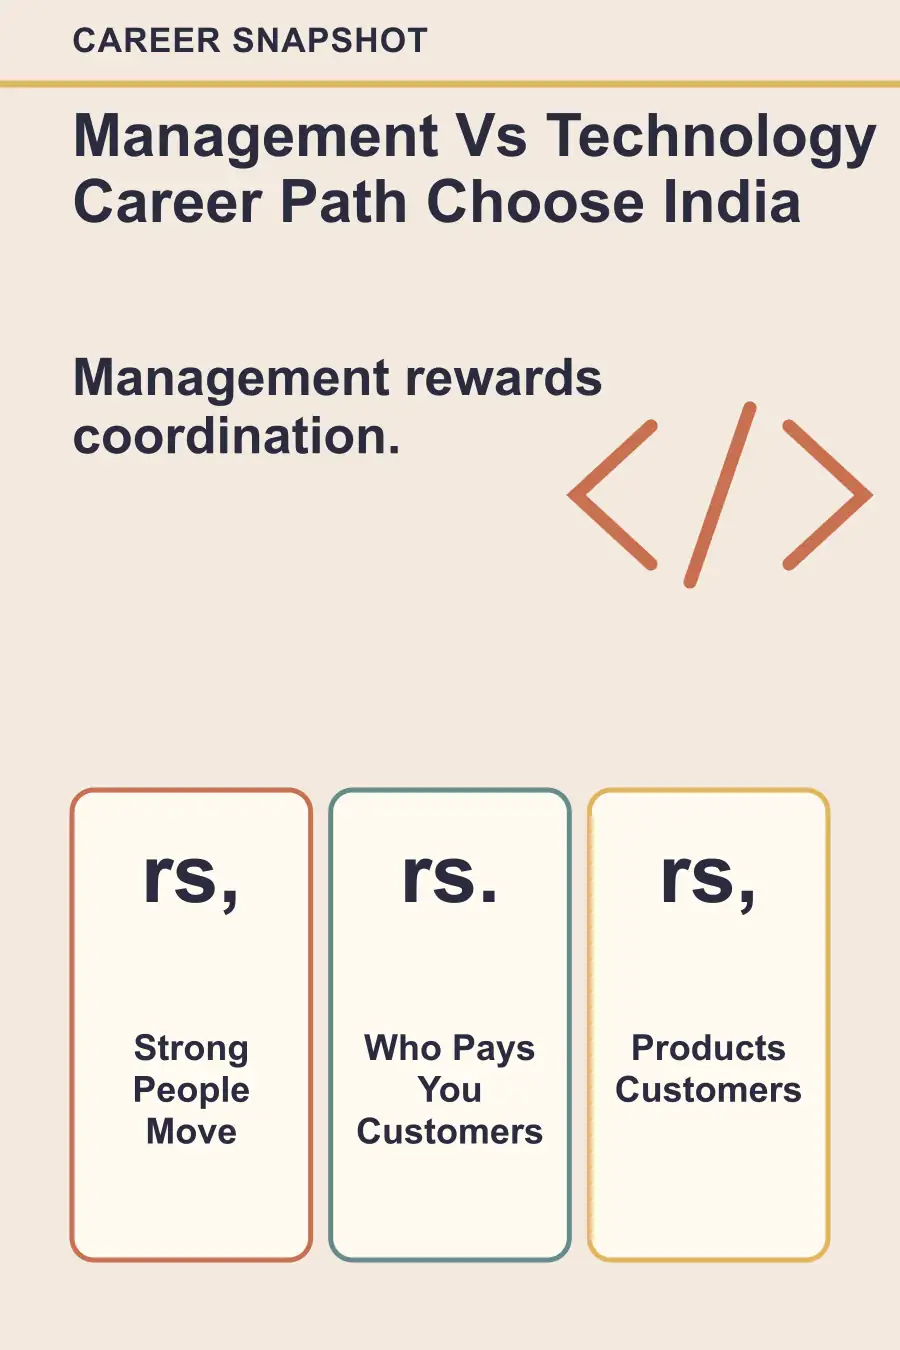 CAREER SNAPSHOT
Management Vs Technology
Career Path Choose India
Management rewards
coordination.
</>
rs,
Strong
People
Move
rs.
Who Pays
You
Customers
rs,
Products
Customers